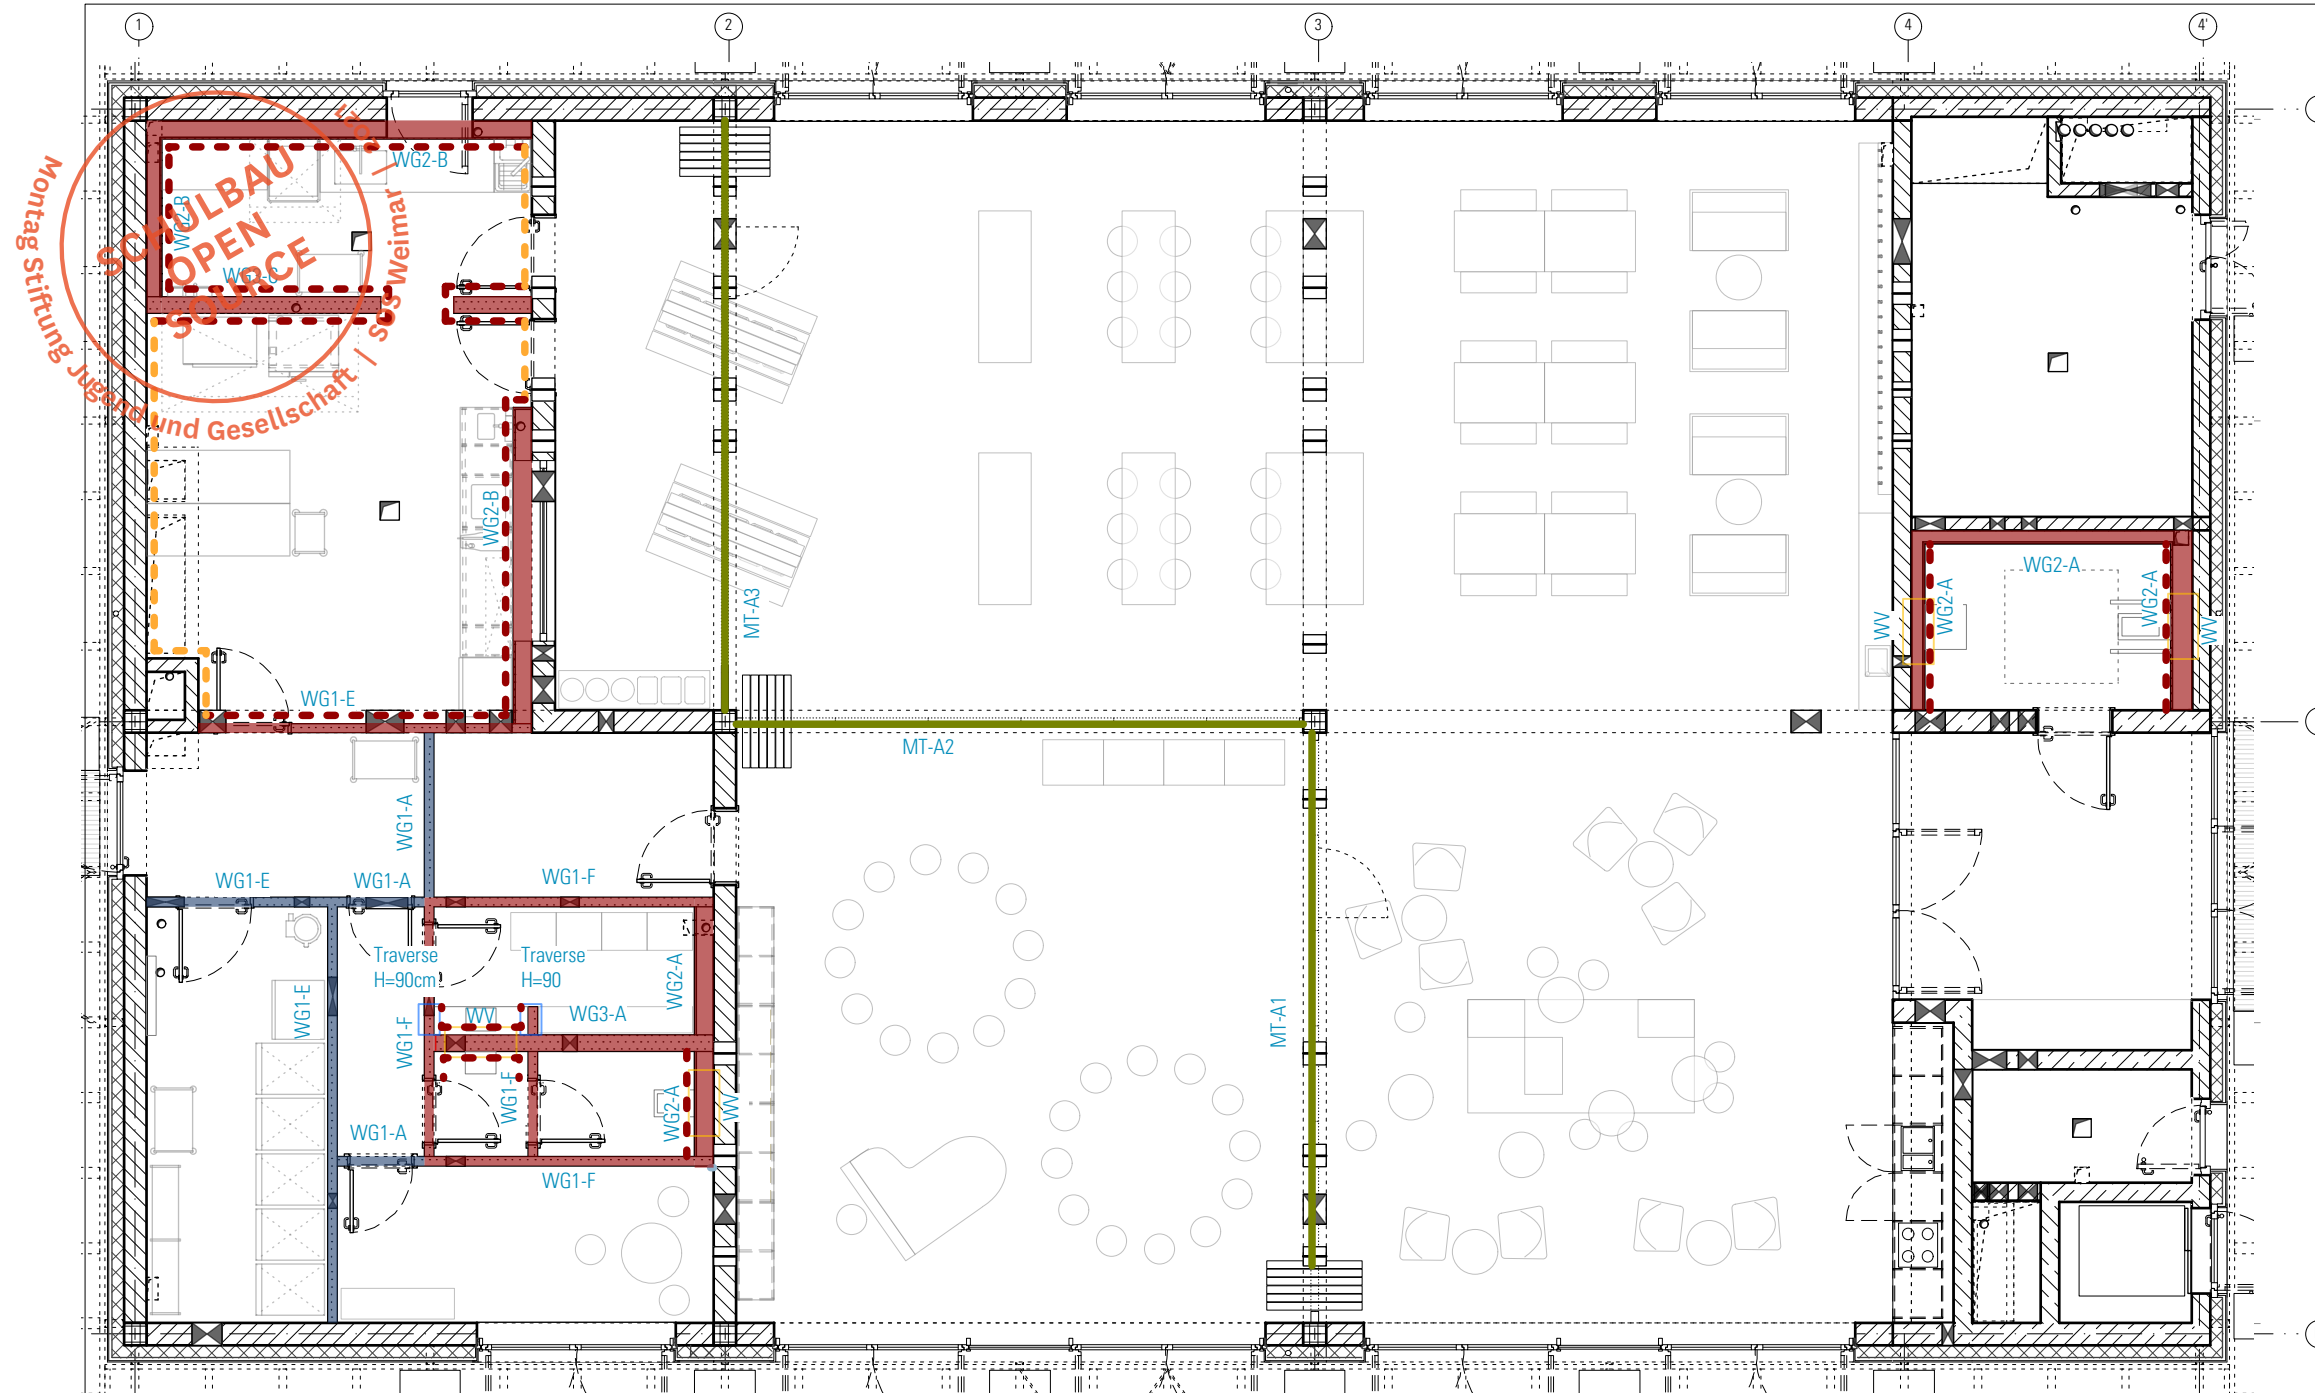 1
2
3
4
4'
2021
WG2-B
Montag Stiftung Jugend und Gesellschaft | SOS Weimar |
SCHULBAU
OPEN
SOURCE
WG2-B
WG2-B
WG1-E
MT-A3
MT-A2
WG2-A
WG2-A
WG2-A
WV
WV
WG1-A
WG1-E
WG1-A
WG1-F
Traverse
H=90cm
Traverse
H=90
WG2-A
WG1-E
WG1-F
WV
WG3-A
MT-A1
WG1-F
WG2-A
WV
WG1-A
WG1-F